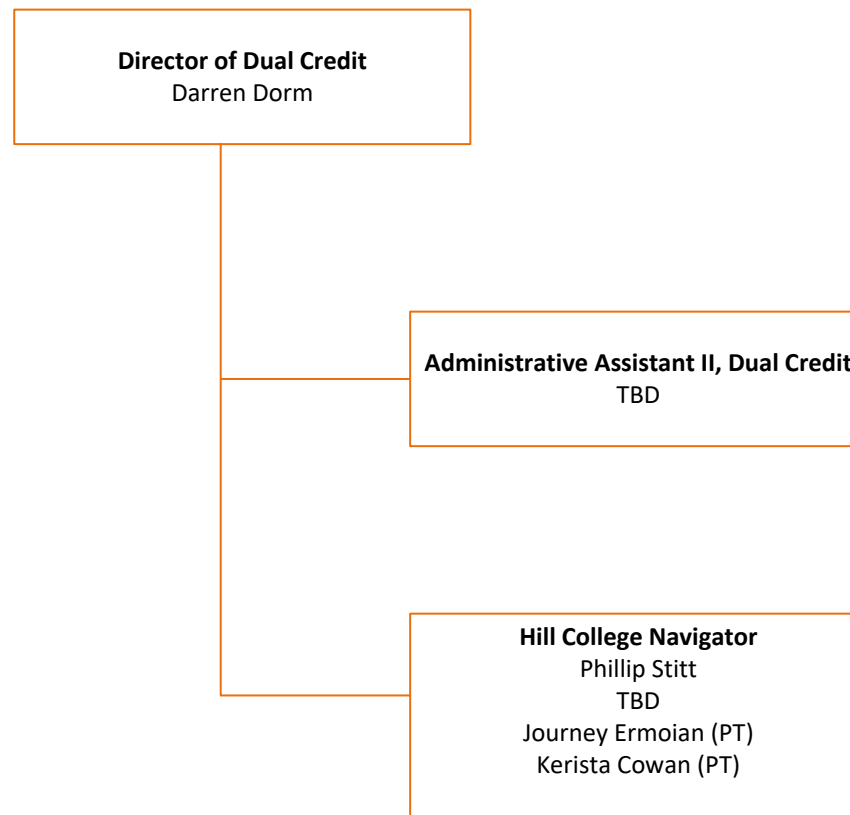 Director of Dual Credit
Darren Dorm
Administrative Assistant II, Dual Credit
TBD
Hill College Navigator
Phillip Stitt
TBD
Journey Ermoian (PT)
Kerista Cowan (PT)